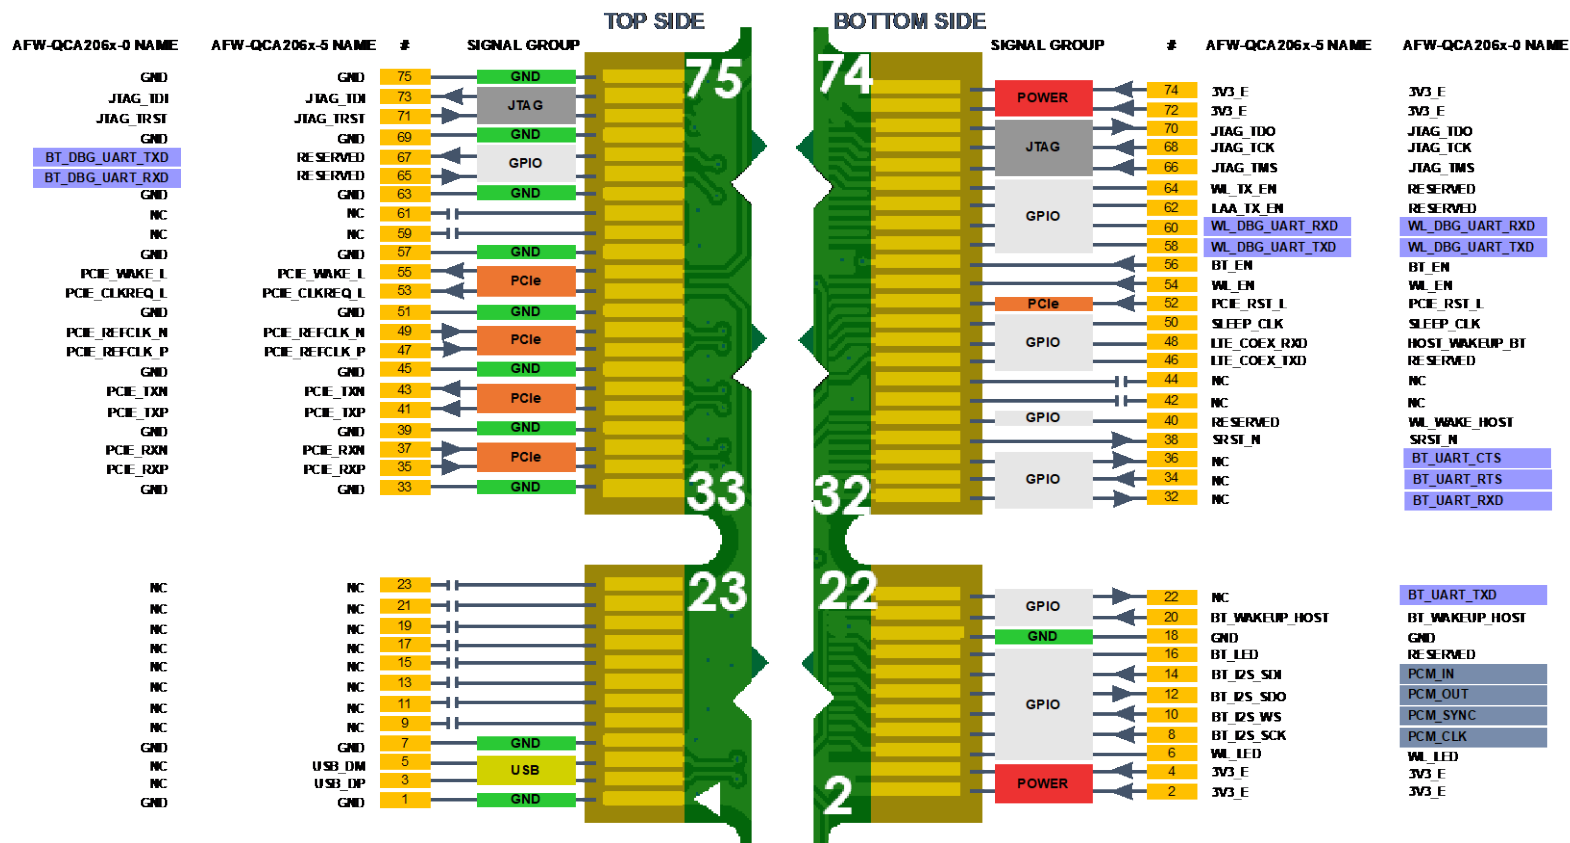 TOP SIDE BOTTOM SIDE
AFW-QCA206x-0 NAME AFW-QCA206x-5 NAME # SIGNAL GROUP SIGNAL GROUP # AFW-QCA206x-5 NAME AFW-QCA206x-0 NAME
GND GND 75 GND 75
JTAG_TDI JTAG_TDI 73 JTAG
JTAG_TRST JTAG_TRST 71
GND GND 69 GND
BT_DBG_UART_TXD RESERVED 67 GPIO
BT_DBG_UART_RXD RESERVED 65
GND GND 63 GND
NC NC 61
NC NC 59
GND GND 57 GND
PCIE_WAKE_L PCIE_WAKE_L 55 PCIe
PCIE_CLKREQ_L PCIE_CLKREQ_L 53
GND GND 51 GND
PCIE_REFCLK_N PCIE_REFCLK_N 49 PCIe
PCIE_REFCLK_P PCIE_REFCLK_P 47
GND GND 45 GND
PCIE_TXN PCIE_TXN 43 PCIe
PCIE_TXP PCIE_TXP 41
GND GND 39 GND
PCIE_RXN PCIE_RXN 37 PCIe
PCIE_RXP PCIE_RXP 35
GND GND 33 GND 33
NC NC 23 23
NC NC 21
NC NC 19
NC NC 17
NC NC 15
NC NC 13
NC NC 11
NC NC 9
GND GND 7 GND
NC USB_DM 5 USB
NC USB_DP 3
GND GND 1 GND
74 POWER 74 3V3_E 3V3_E
72 3V3_E 3V3_E
70 JTAG_TDO JTAG_TDO
JTAG 68 JTAG_TCK JTAG_TCK
66 JTAG_TMS JTAG_TMS
64 WL_TX_EN RESERVED
GPIO 62 LAA_TX_EN RESERVED
60 WL_DBG_UART_RXD WL_DBG_UART_RXD
58 WL_DBG_UART_TXD WL_DBG_UART_TXD
56 BT_EN BT_EN
54 WL_EN WL_EN
PCIe 52 PCIE_RST_L PCIE_RST_L
50 SLEEP_CLK SLEEP_CLK
GPIO 48 LTE_COEX_RXD HOST_WAKEUP_BT
46 LTE_COEX_TXD RESERVED
44 NC NC
42 NC NC
GPIO 40 RESERVED WL_WAKE_HOST
38 SRST_N SRST_N
36 NC BT_UART_CTS
GPIO 34 NC BT_UART_RTS
32 32 NC BT_UART_RXD
22 GPIO 22 NC BT_UART_TXD
20 BT_WAKEUP_HOST BT_WAKEUP_HOST
GND 18 GND GND
16 BT_LED RESERVED
14 BT_I2S_SDI PCM_IN
GPIO 12 BT_I2S_SDO PCM_OUT
10 BT_I2S_WS PCM_SYNC
8 BT_I2S_SCK PCM_CLK
6 WL_LED WL_LED
POWER 4 3V3_E 3V3_E
2 2 3V3_E 3V3_E